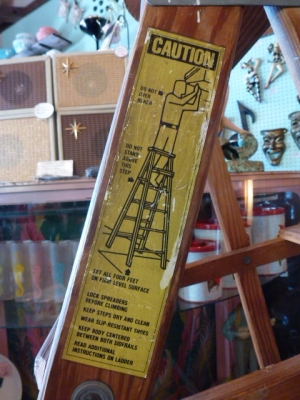 CAUTION
DO NOT
OVER
REACH
DO NOT
STAND
ABOVE
THIS
STEP
SET ALL FOUR FEET
ON FIRM LEVEL SURFACE
LOCK SPREADERS
BEFORE CLIMBING
KEEP STEPS DRY AND CLEAN
WEAR SLIP-RESISTANT SHOES
KEEP BODY CENTERED
BETWEEN BOTH SIDERAILS
READ ADDITIONAL
INSTRUCTIONS ON LADDER